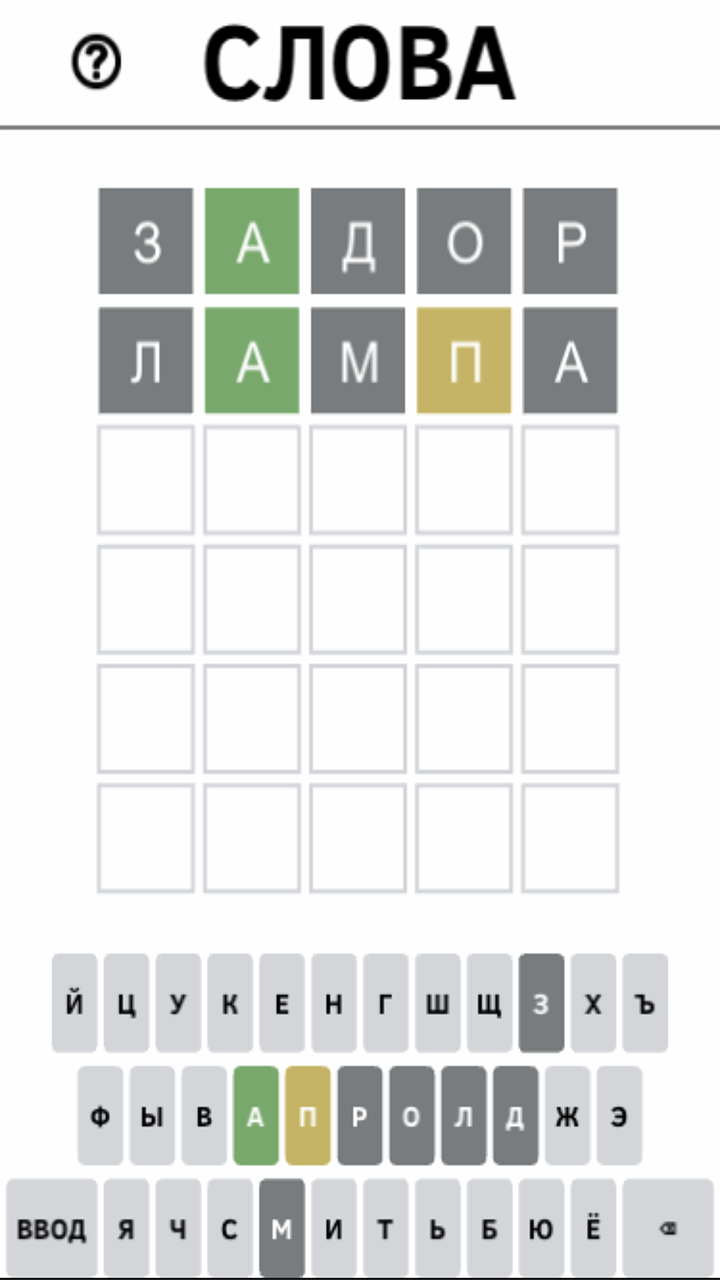 ? СЛОВА
З А Д О Р
Л А М П А
Й Ц У К Е Н Г Ш Щ З Х Ъ
Ф Ы В А П Р О Л Д Ж Э
ВВОД Я Ч С М И Т Ь Б Ю Ё ⌫